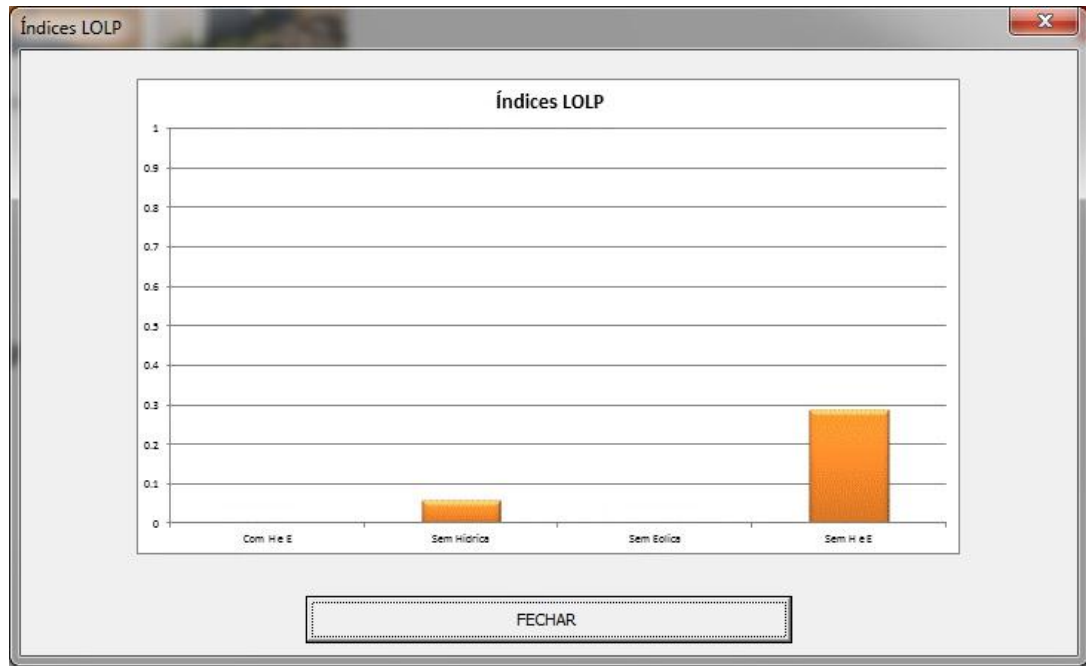 Índices LOLP
Índices LOLP
1
0.9
0.8
0.7
0.6
0.5
0.4
0.3
0.2
0.1
0
Com H e E
Sem Hídrica
Sem Eolica
Sem H e E
FECHAR